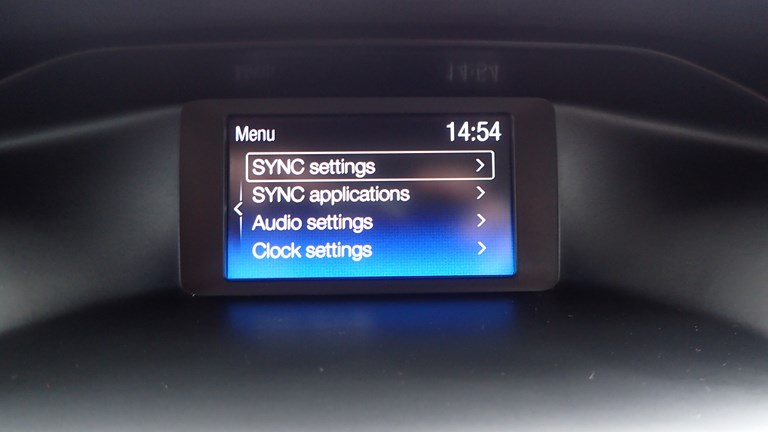 Menu 14:54
SYNC settings
SYNC applications
Audio settings
Clock settings